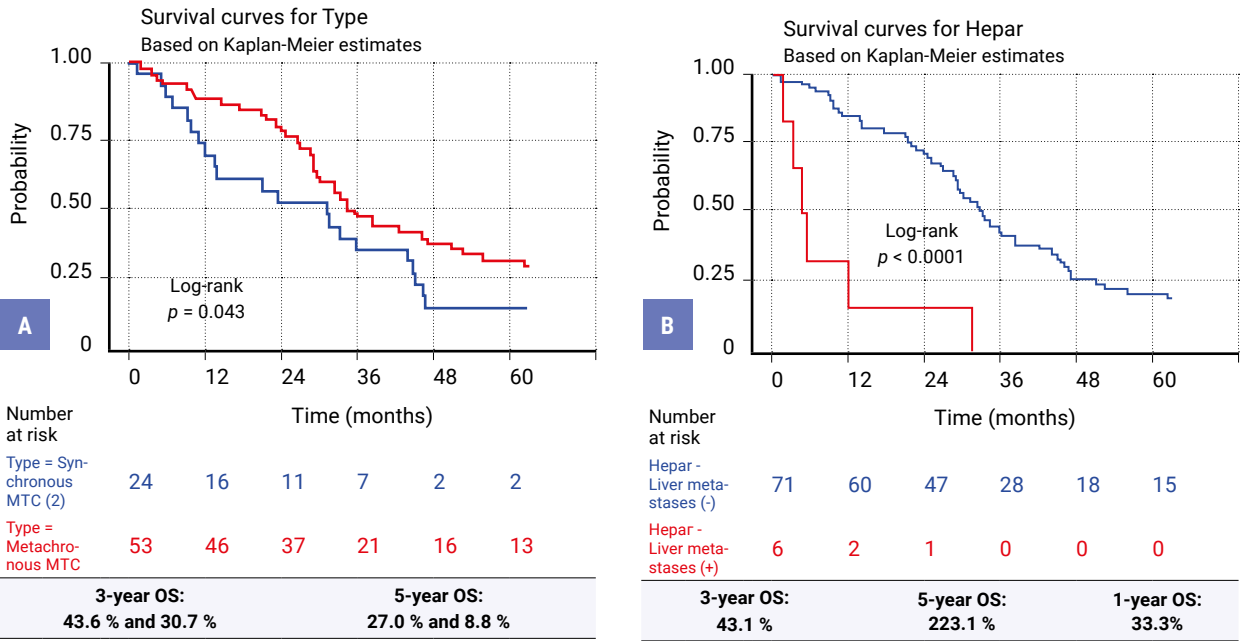 Survival curves for Type
Based on Kaplan-Meier estimates
1.00
0.75
0.50
0.25
0
Probability
Log-rank
p = 0.043
A
0 12 24 36 48 60
Time (months)
Number
at risk
Type = Syn-
chronous
MTC (2)
24 16 11 7 2 2
Type =
Metachro-
nous MTC
53 46 37 21 16 13
3-year OS: 5-year OS:
43.6 % and 30.7 % 27.0 % and 8.8 %
Survival curves for Hepar
Based on Kaplan-Meier estimates
1.00
0.75
0.50
0.25
0
Probability
Log-rank
p < 0.0001
B
0 12 24 36 48 60
Time (months)
Number
at risk
Hepar -
Liver meta-
stases (-)
71 60 47 28 18 15
Hepar -
Liver meta-
stases (+)
6 2 1 0 0 0
3-year OS: 5-year OS: 1-year OS:
43.1 % 223.1 % 33.3%